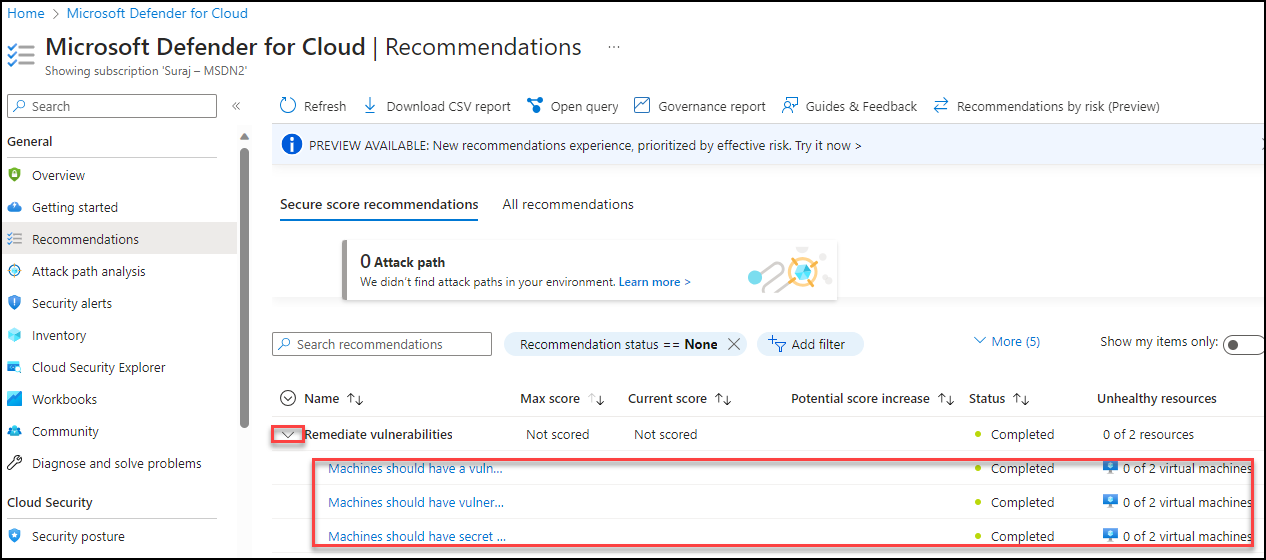 Home > Microsoft Defender for Cloud
Microsoft Defender for Cloud | Recommendations ...
Showing subscription 'Suraj – MSDN2'
Search «
Refresh Download CSV report Open query Governance report Guides & Feedback Recommendations by risk (Preview)
General
PREVIEW AVAILABLE: New recommendations experience, prioritized by effective risk. Try it now >
Overview
Getting started
Secure score recommendations All recommendations
Recommendations
Attack path analysis
0 Attack path
We didn't find attack paths in your environment. Learn more >
Security alerts
Inventory
Search recommendations Recommendation status == None Add filter More (5) Show my items only:
Cloud Security Explorer
Workbooks
Name Max score Current score Potential score increase Status Unhealthy resources
Community
Remediate vulnerabilities Not scored Not scored Completed 0 of 2 resources
Diagnose and solve problems
Machines should have a vuln... Completed 0 of 2 virtual machines
Cloud Security
Machines should have vulner... Completed 0 of 2 virtual machines
Security posture
Machines should have secret ... Completed 0 of 2 virtual machines